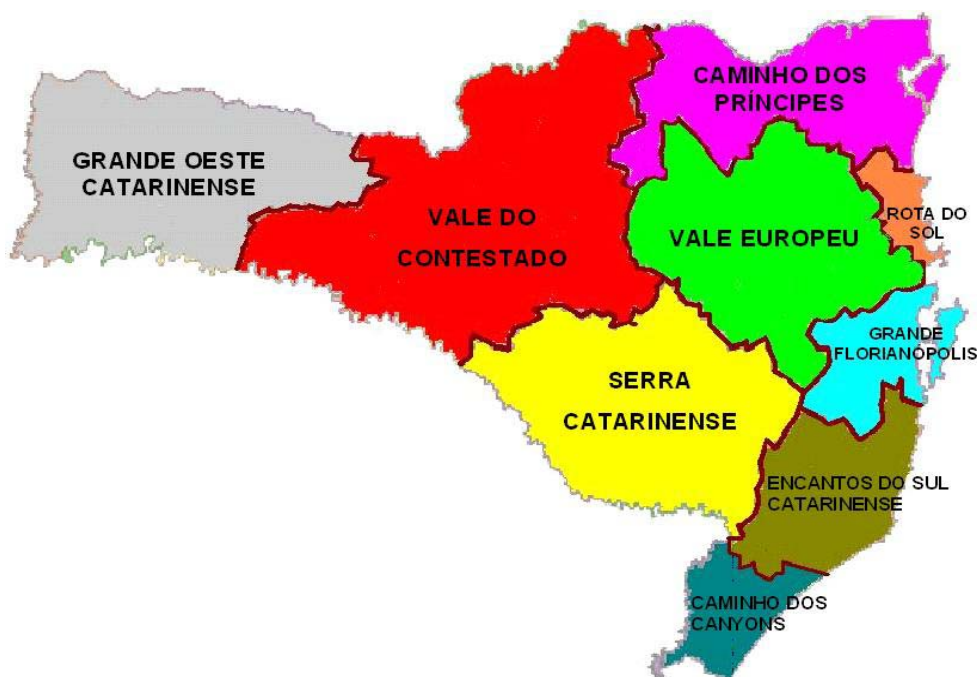 CAMINHO DOS
PRÍNCIPES
GRANDE OESTE
CATARINENSE
VALE DO
CONTESTADO
VALE EUROPEU
ROTA DO
SOL
GRANDE
FLORIANÓPOLIS
SERRA
CATARINENSE
ENCANTOS DO SUL
CATARINENSE
CAMINHO DOS
CANYONS